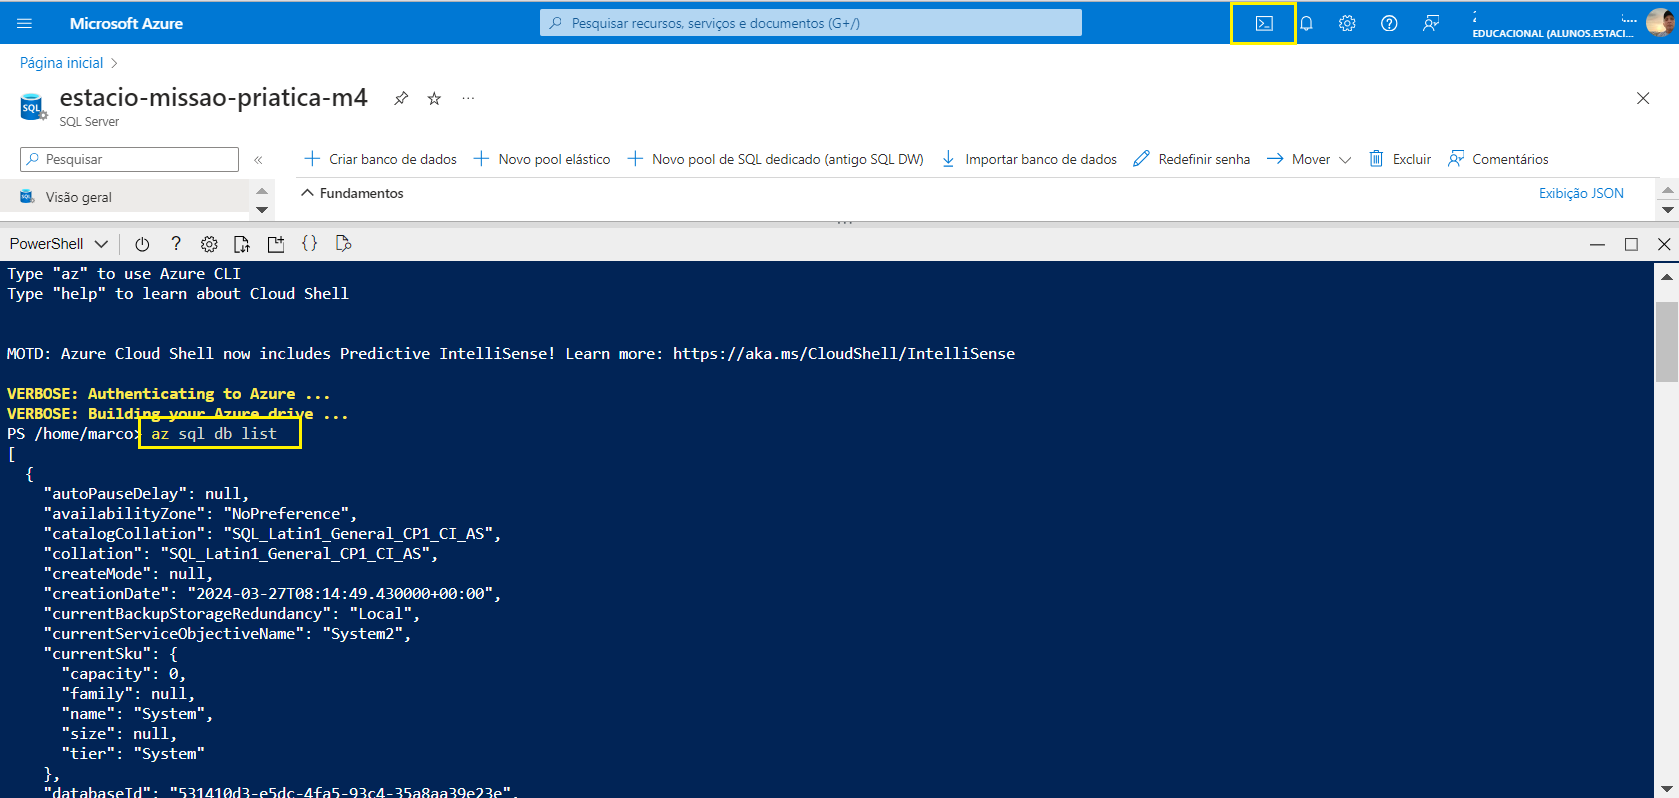 Microsoft Azure
Pesquisar recursos, serviços e documentos (G+/)
EDUCACIONAL (ALUNOS.ESTACI...
Página inicial
estacio-missao-priatica-m4
SQL
SQL Server
Pesquisar
Criar banco de dados
Novo pool elástico
Novo pool de SQL dedicado (antigo SQL DW)
Importar banco de dados
Redefinir senha
Mover
Excluir
Comentários
Visão geral
Fundamentos
Exibição JSON
PowerShell
Type "az" to use Azure CLI
Type "help" to learn about Cloud Shell
MOTD: Azure Cloud Shell now includes Predictive IntelliSense! Learn more: https://aka.ms/CloudShell/IntelliSense
VERBOSE: Authenticating to Azure ...
VERBOSE: Building your Azure drive ...
PS /home/marco> az sql db list
[
{
"autoPauseDelay": null,
"availabilityZone": "NoPreference",
"catalogCollation": "SQL_Latin1_General_CP1_CI_AS",
"collation": "SQL_Latin1_General_CP1_CI_AS",
"createMode": null,
"creationDate": "2024-03-27T08:14:49.430000+00:00",
"currentBackupStorageRedundancy": "Local",
"currentServiceObjectiveName": "System2",
"currentSku": {
"capacity": 0,
"family": null,
"name": "System",
"size": null,
"tier": "System"
},
"databaseId": "531410d3-e5dc-4fa5-93c4-35a8aa39e23e",